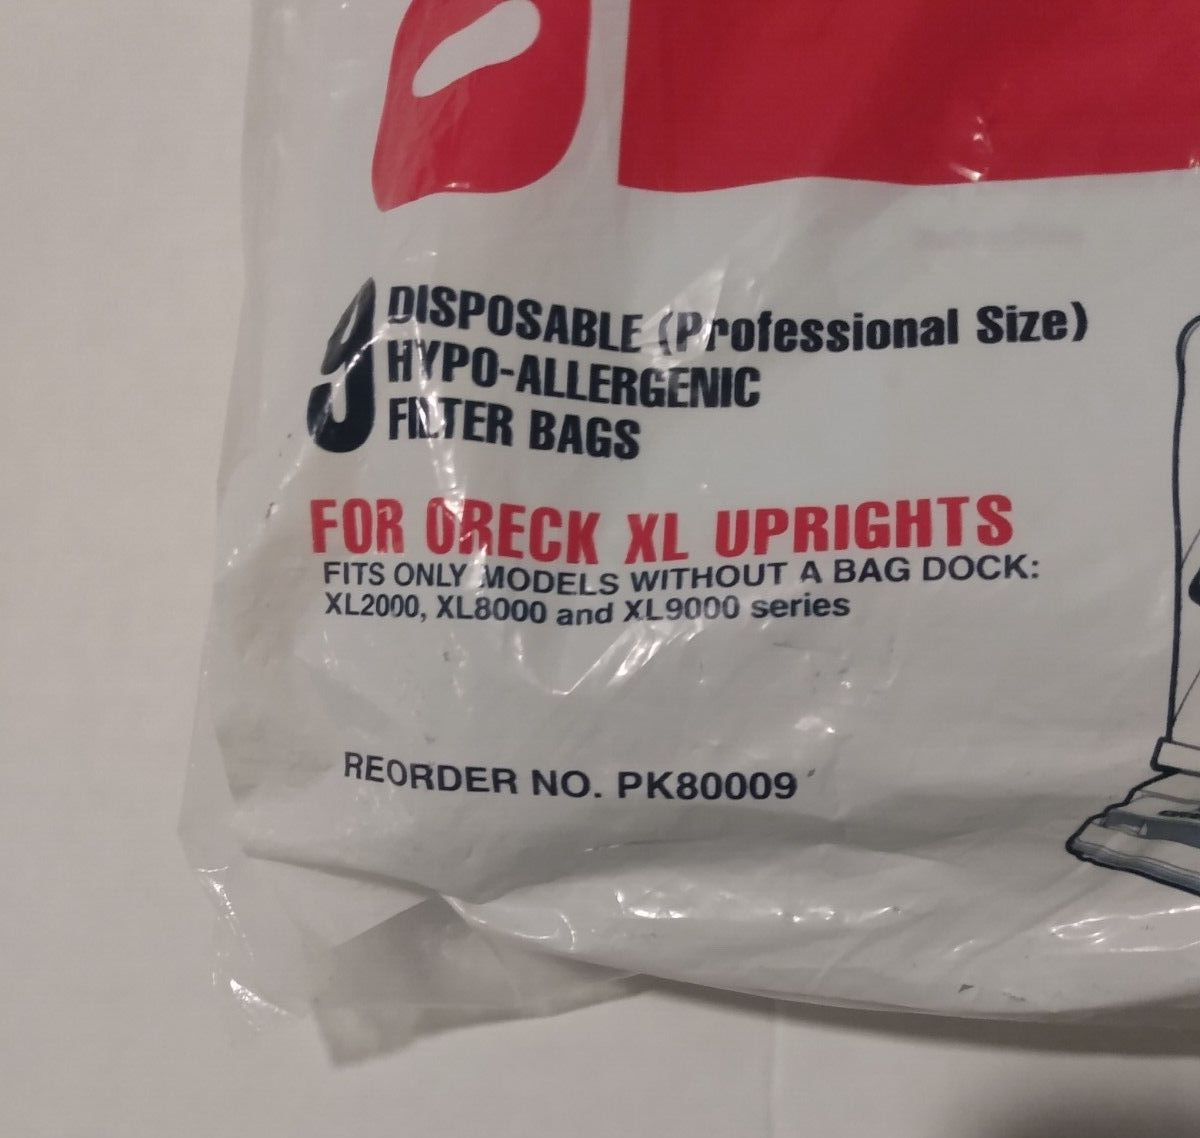 9 DISPOSABLE (Professional Size)
HYPO-ALLERGENIC
FILTER BAGS
FOR ORECK XL UPRIGHTS
FITS ONLY MODELS WITHOUT A BAG DOCK:
XL2000, XL8000 and XL9000 series
REORDER NO. PK80009